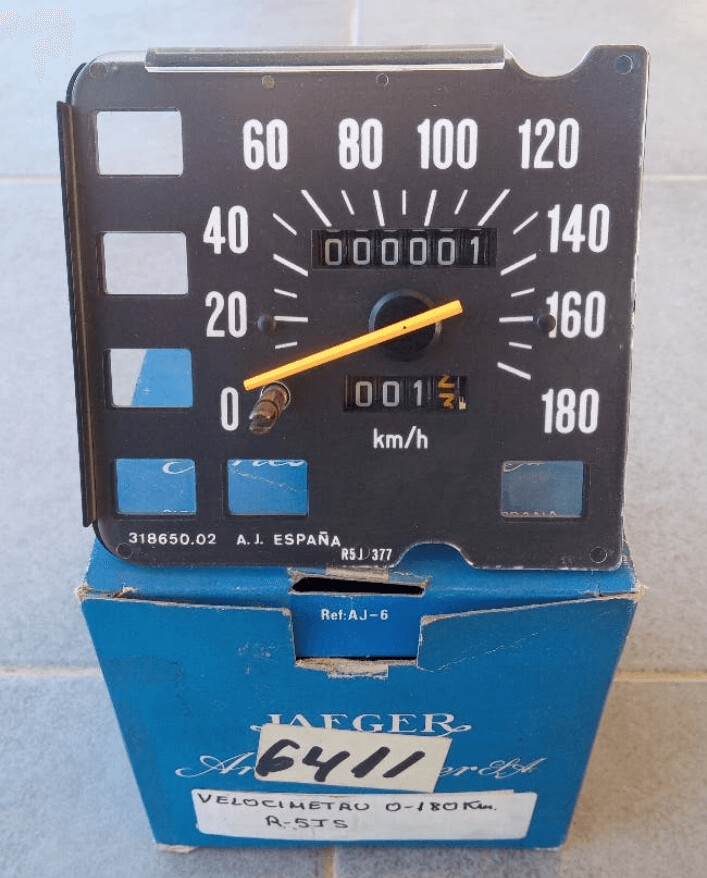 60 80 100 120
40 140
000001
20 160
0 180
001
km/h
318650.02 A.J. ESPAÑA
R5J 377
Ref: AJ-6
JAEGER
6411
S.A.
VELOCIMETRO 0-180 Km.
R-5TS